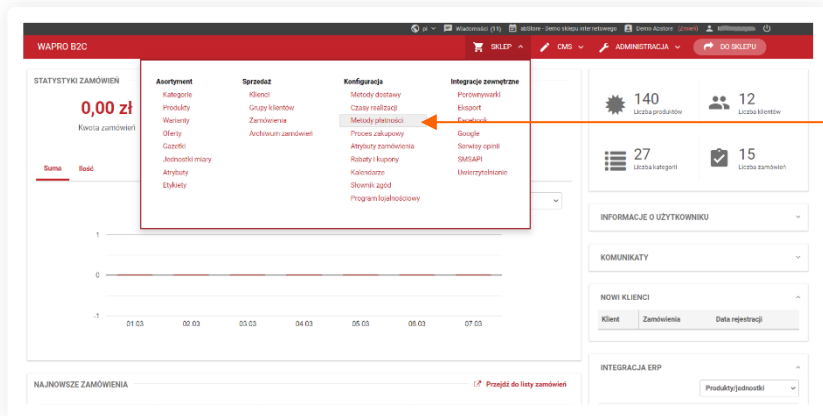 pl Wiadomości (11) abStore - Demo sklepu internetowego Demo Abstore (Zmień)
WAPRO B2C SKLEP CMS ADMINISTRACJA DO SKLEPU
STATYSTYKI ZAMÓWIEŃ
0,00 zł
Kwota zamówień
Suma Ilość
Asortyment
Kategorie
Produkty
Warianty
Oferty
Gazetki
Jednostki miary
Atrybuty
Etykiety
Sprzedaż
Klienci
Grupy klientów
Zamówienia
Archiwum zamówień
Konfiguracja
Metody dostawy
Czasy realizacji
Metody płatności
Proces zakupowy
Atrybuty zamówienia
Rabaty i kupony
Kalendarze
Słownik zgód
Program lojalnościowy
Integracje zewnętrzne
Porównywarki
Eksport
Facebook
Google
Serwisy opinii
SMSAPI
Uwierzytelnianie
1
0
-1
01.03 02.03 03.03 04.03 05.03 06.03 07.03
NAJNOWSZE ZAMÓWIENIA Przejdź do listy zamówień
140
Liczba produktów
12
Liczba klientów
27
Liczba kategorii
15
Liczba zamówień
INFORMACJE O UŻYTKOWNIKU
KOMUNIKATY
NOWI KLIENCI
Klient Zamówienia Data rejestracji
INTEGRACJA ERP
Produkty/jednostki